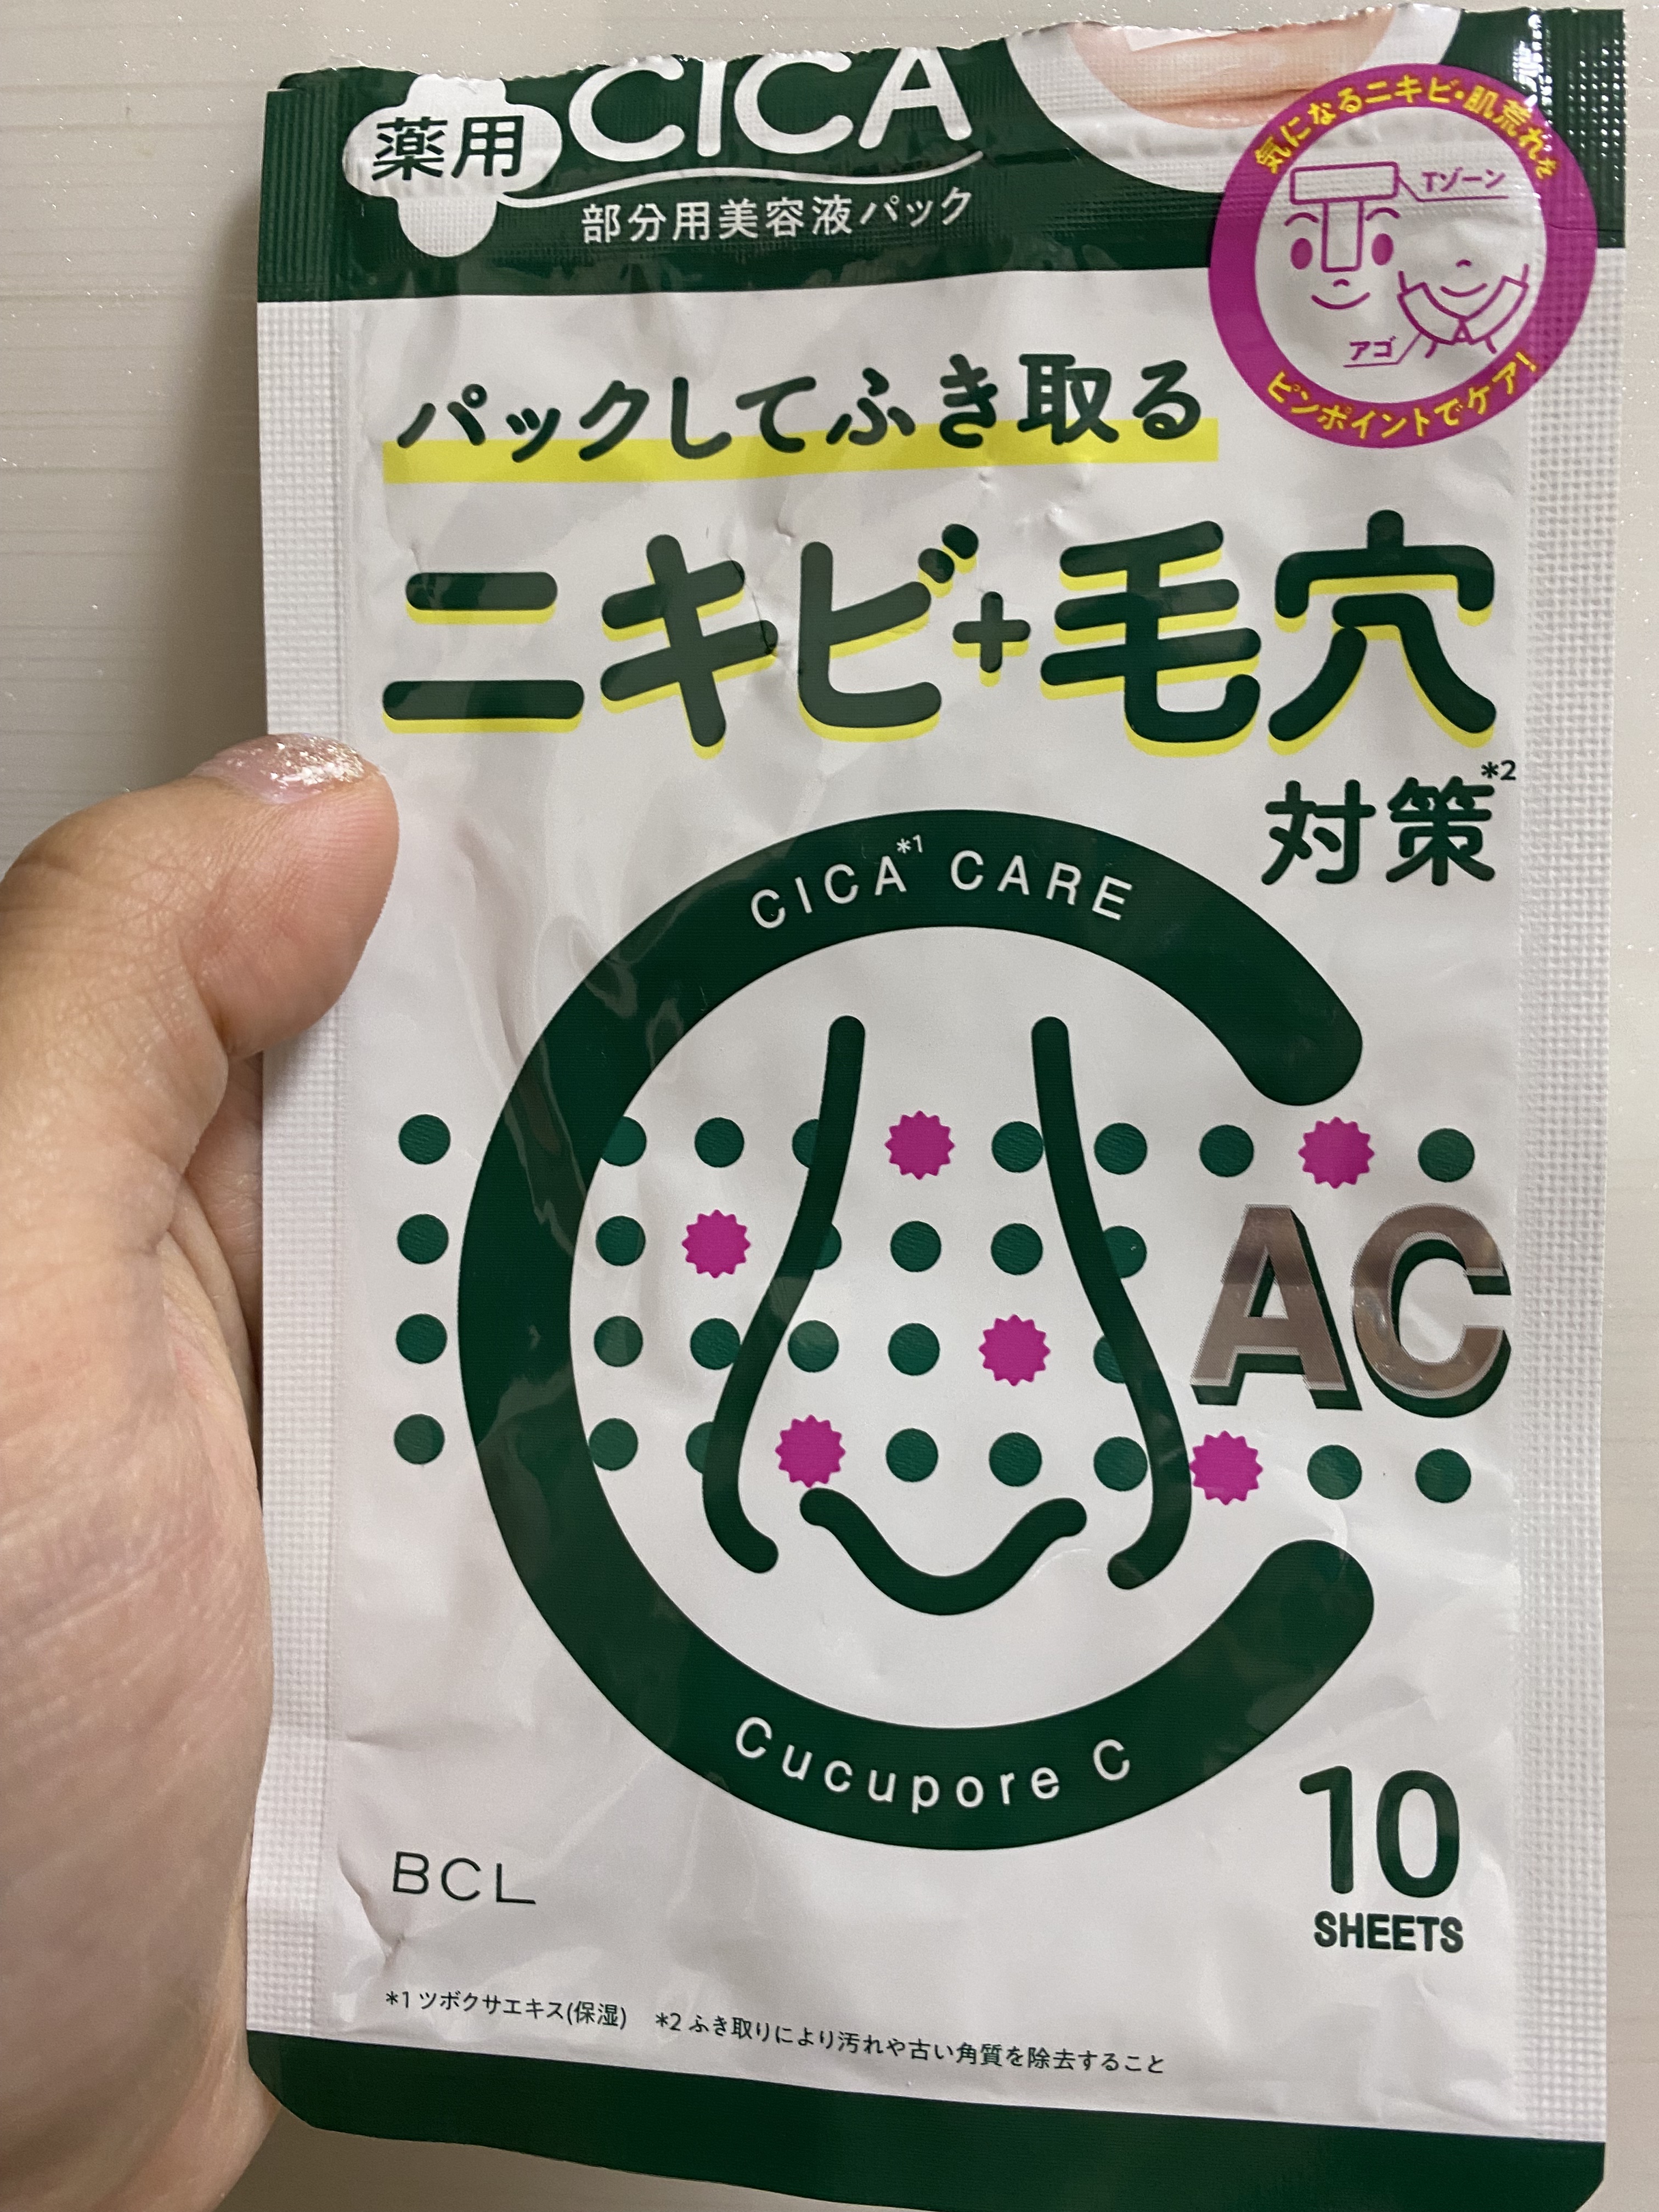 薬用
CICA
部分用美容液パック
気になるニキビ・肌荒れを
Tゾーン
アゴ
ピンポイントでケア!
パックしてふき取る
ニキビ+毛穴
対策*2
CICA*1 CARE
AC
Cucupore C
10
SHEETS
BCL
*1 ツボクサエキス(保湿) *2 ふき取りにより汚れや古い角質を除去すること